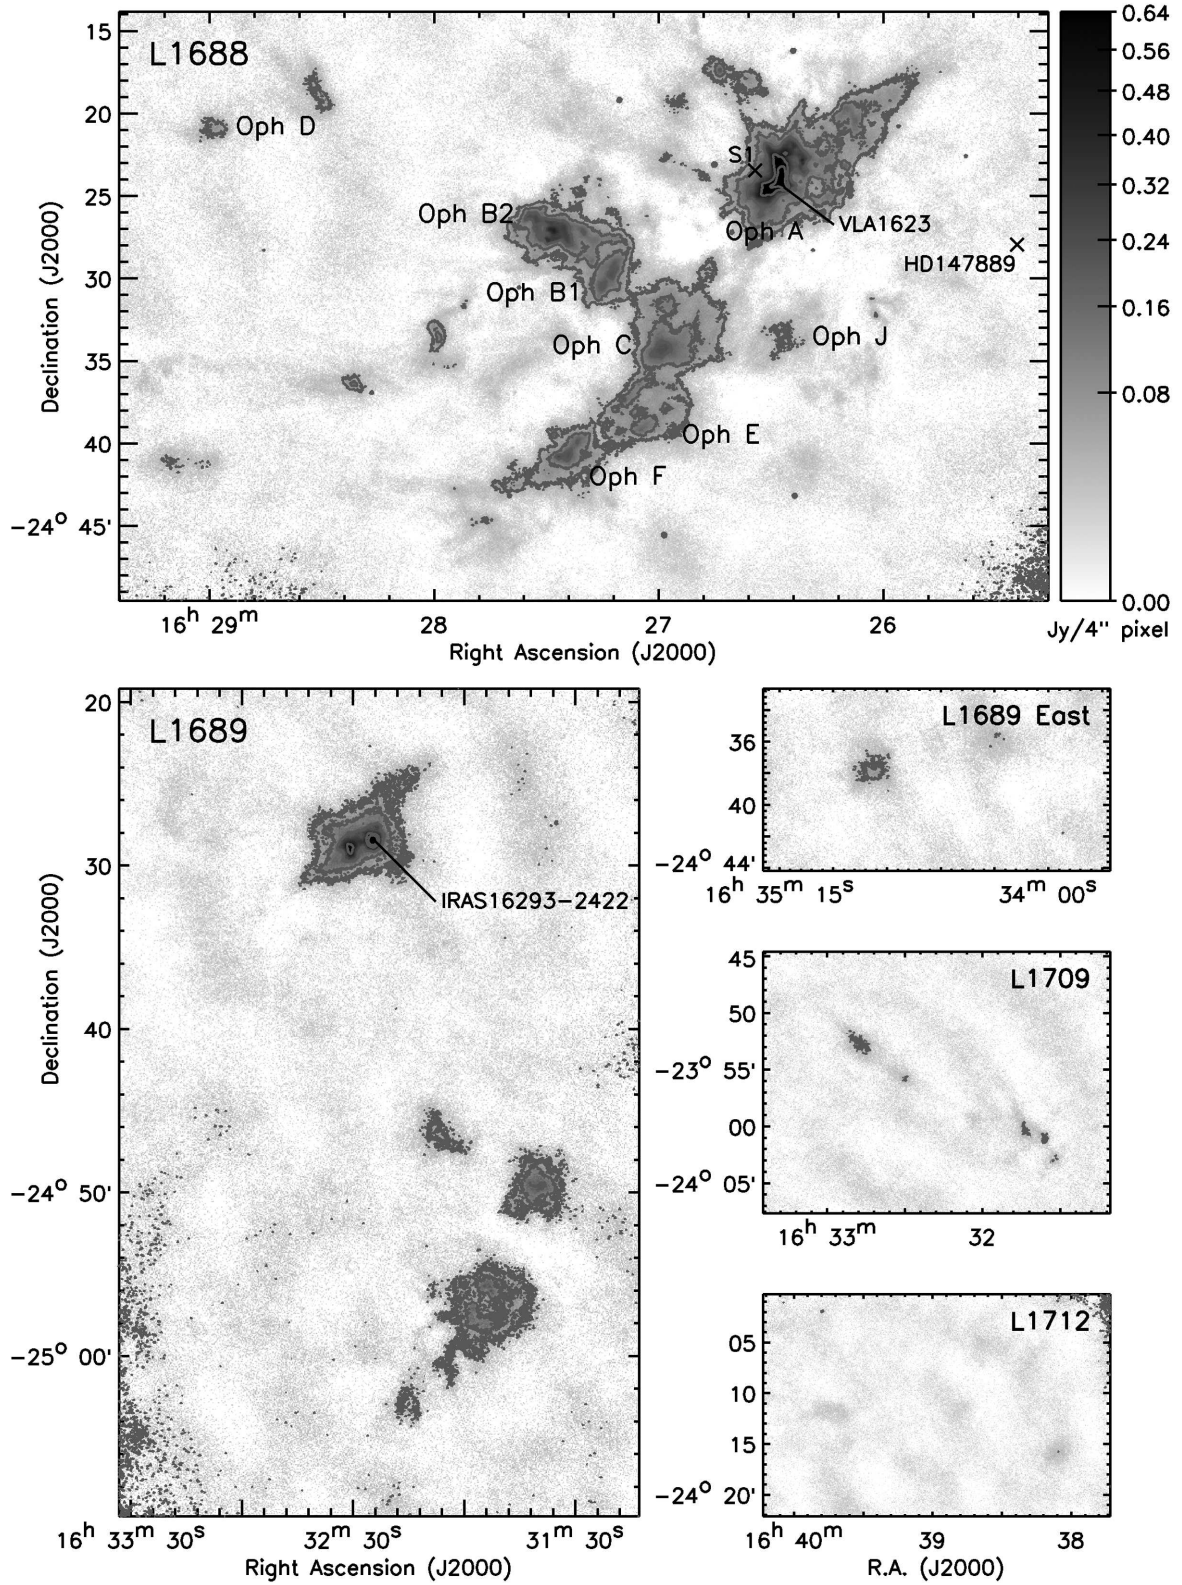 L1688
15
20
25
30
35
40
−24° 45'
Declination (J2000)
Oph D
S1
Oph B2
VLA1623
Oph A
HD147889
Oph B1
Oph C
Oph J
Oph E
Oph F
0.64
0.56
0.48
0.40
0.32
0.24
0.16
0.08
0.00
Jy/4" pixel
16h 29m
28
27
26
Right Ascension (J2000)
L1689
20
30
40
−24° 50'
−25° 00'
Declination (J2000)
IRAS16293−2422
16h 33m 30s
32m 30s
31m 30s
Right Ascension (J2000)
L1689 East
36
40
−24° 44'
16h 35m 15s
34m 00s
L1709
45
50
−23° 55'
00
−24° 05'
16h 33m
32
L1712
05
10
15
−24° 20'
16h 40m
39
38
R.A. (J2000)